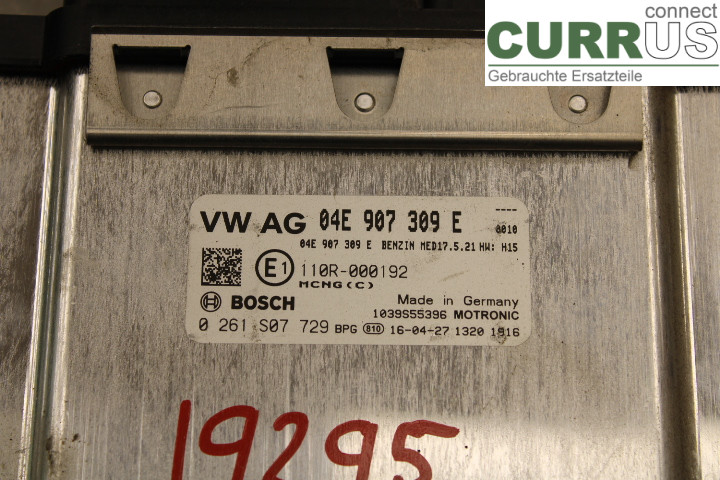 connect
CURRUS
Gebrauchte Ersatzteile
VW AG 04E 907 309 E ----
0010
04E 907 309 E BENZIN MED17.5.21 HW: H15
E1 110R-000192
MCNG(C)
BOSCH Made in Germany
1039S55396 MOTRONIC
0 261 S07 729 BPG 810 16-04-27 1320 1816
19295